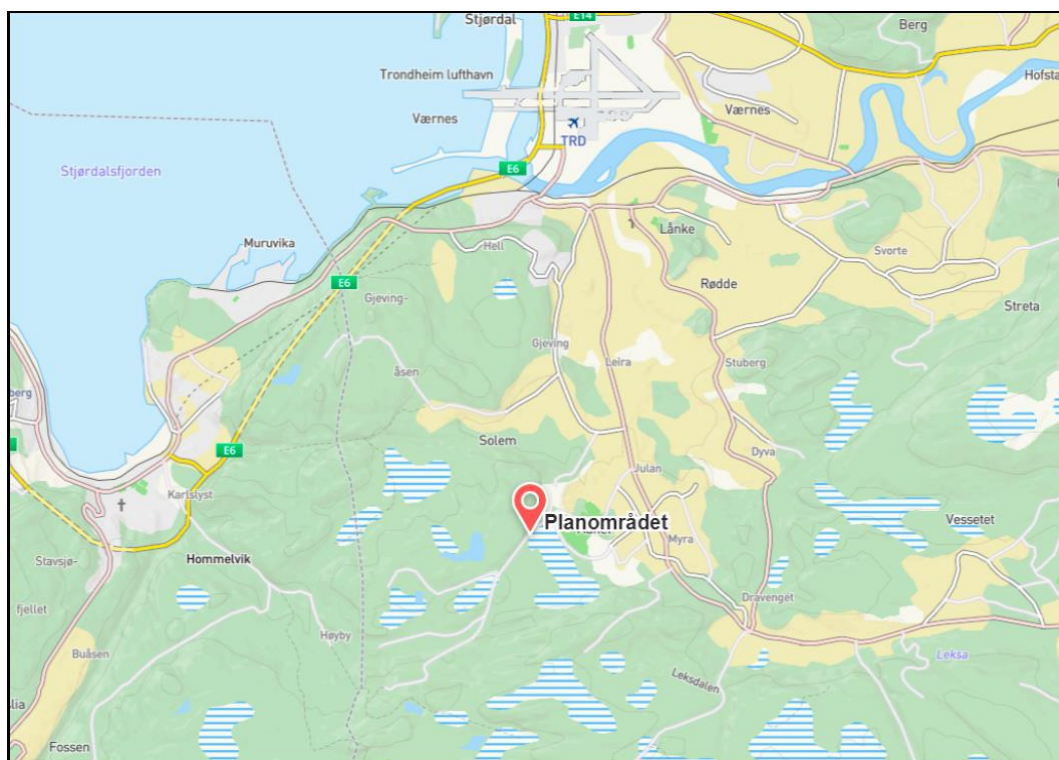 E14
Stjørdal
Berg
Trondheim lufthavn
Hofsta
Værnes
Værnes
TRD
E6
Stjørdalsfjorden
Lånke
Muruvika
Hell
Svorte
Rødde
E6
Gjeving-
Streta
Gjeving
Leira
Stuberg
åsen
berg
Solem
E6
Dyva
Julan
Karlslyst
Planområdet
Vessetet
Myra
Stavsjø-
Hommelvik
fjellet
Dravenget
Høyby
Buåsen
Leksa
Leksdalen
lia
Fossen